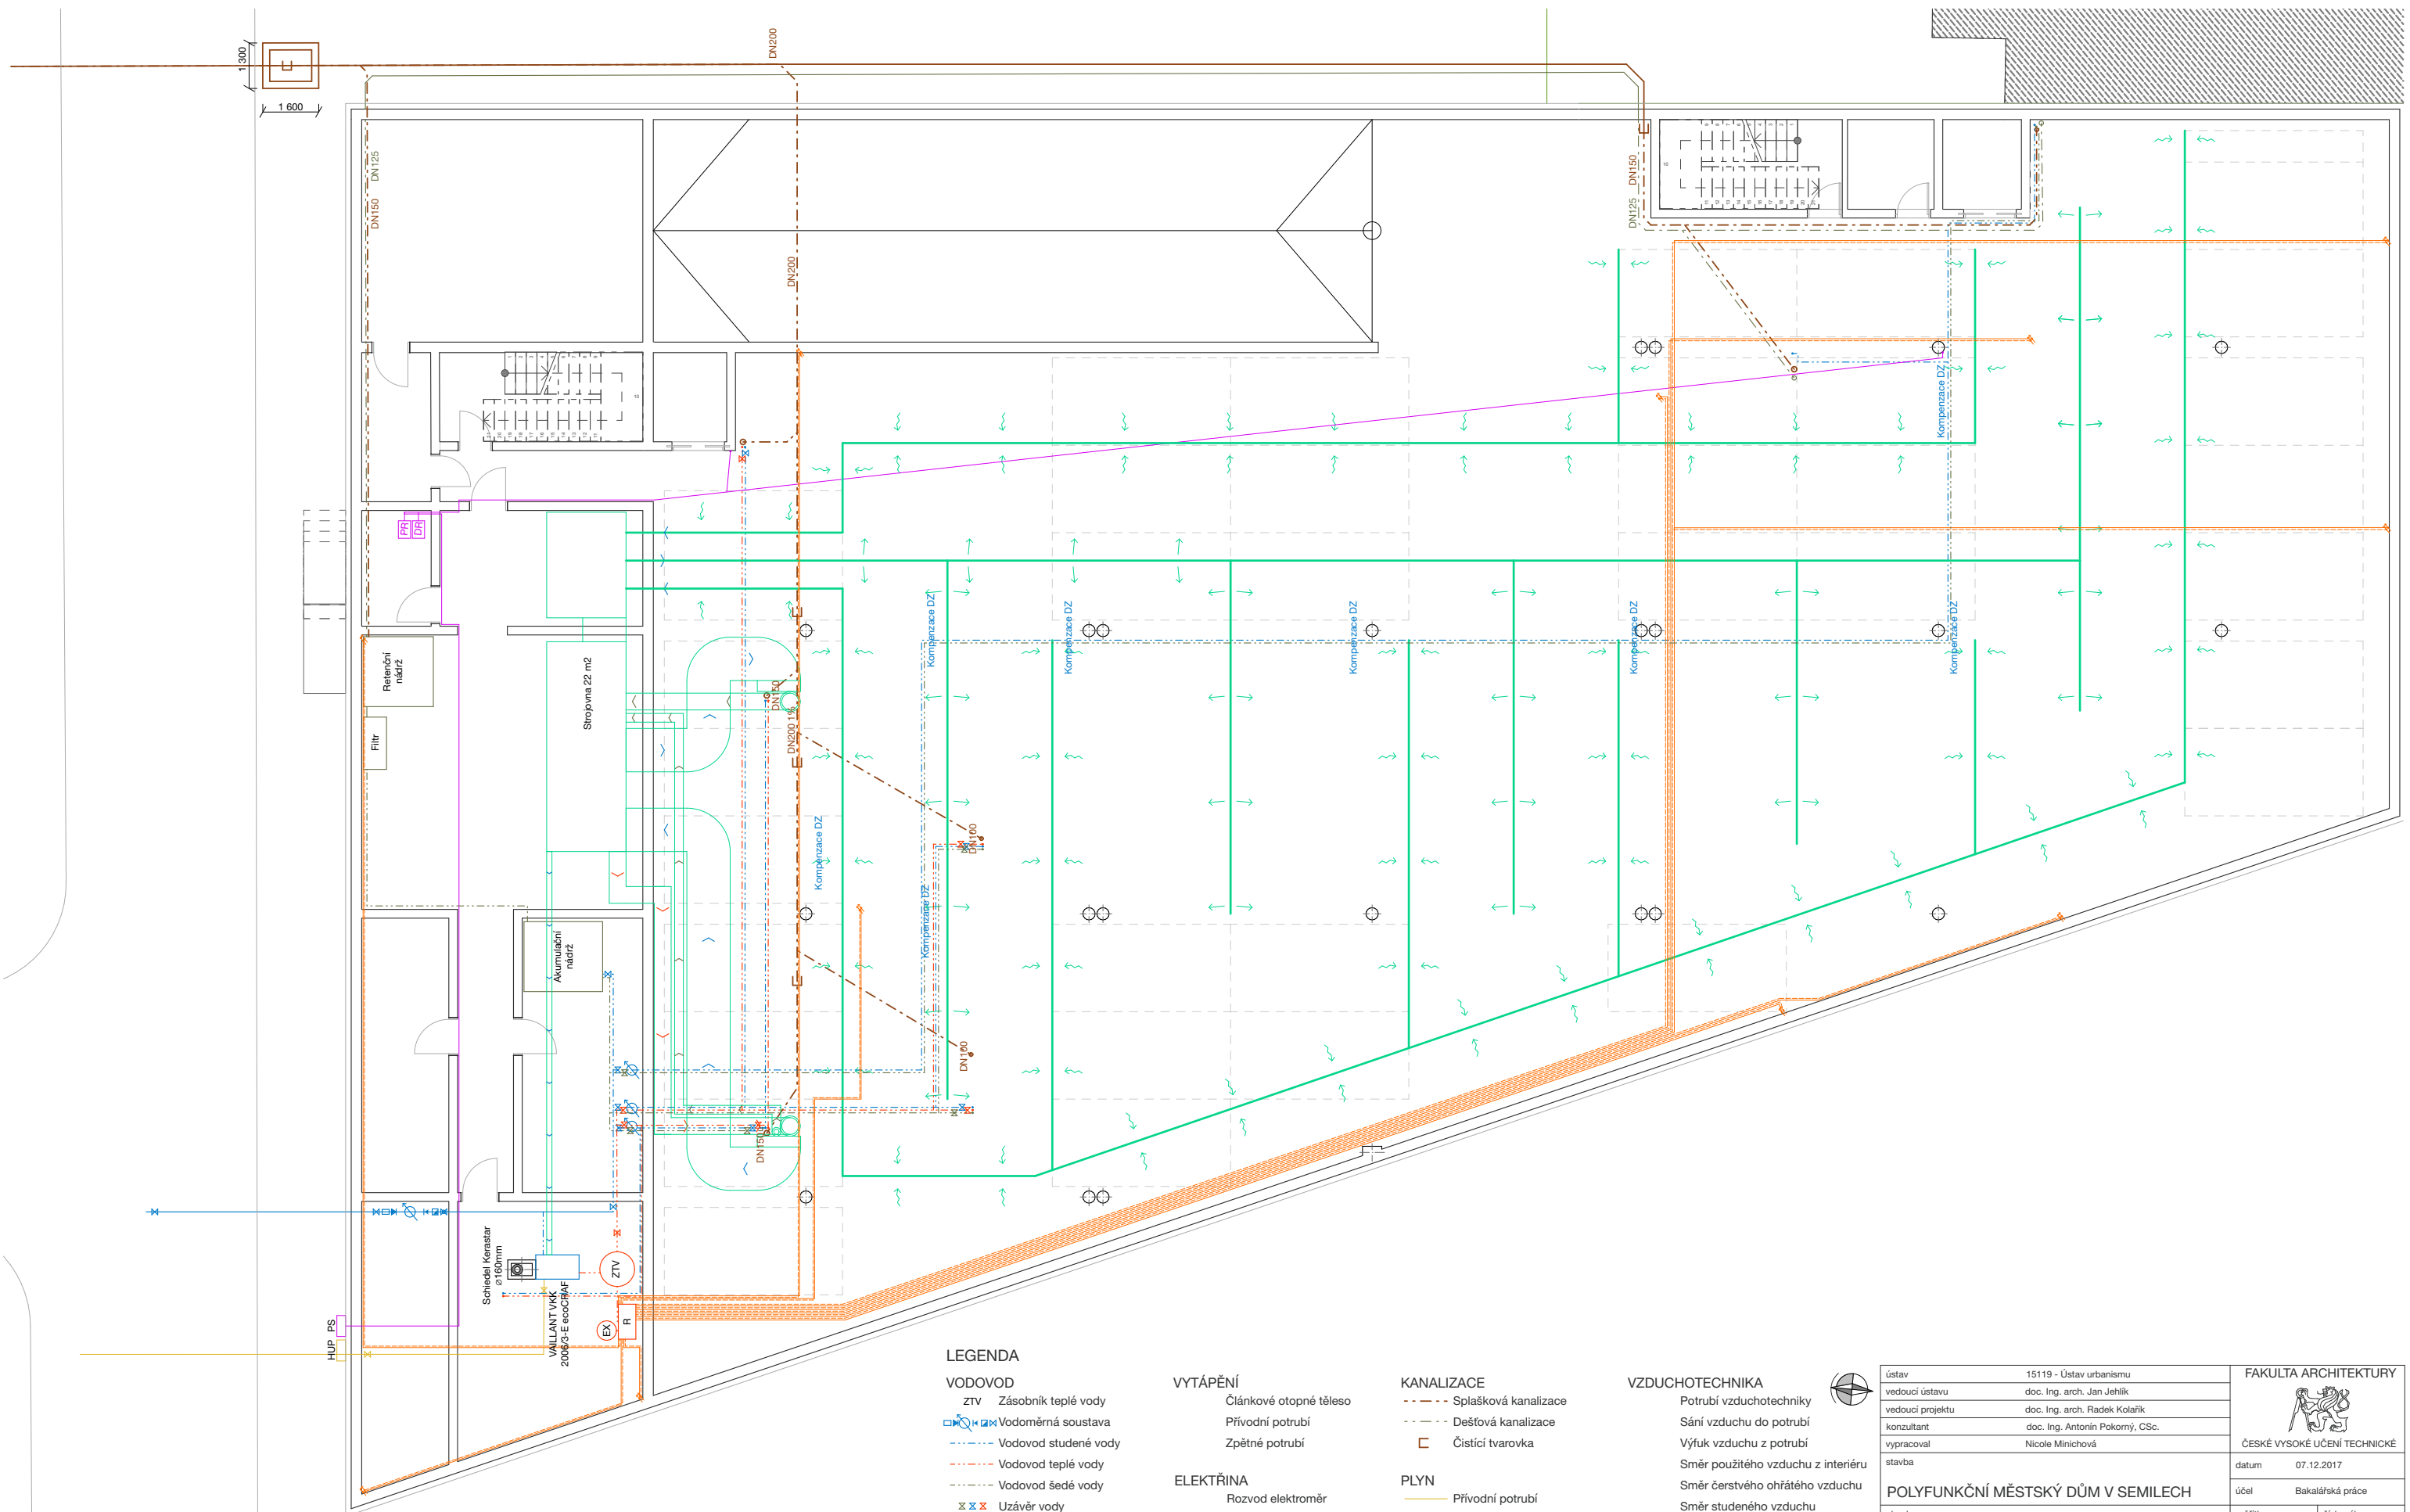 DN200
1 300
1 600
DN125
DN150
DN200
DN150
DN125
Kompenzace DZ
PR
DR
Kompenzace DZ
Kompenzace DZ
Kompenzace DZ
Kompenzace DZ
Kompenzace DZ
Retenční
nádrž
Filtr
Strojovna 22 m2
DN150
DN200 1%
Kompenzace DZ
DN100
Kompenzace DZ
Akumulační
nádrž
DN100
DN150
Schiedel Kerastar
⌀160mm
VAILLANT VKK
2006/3-E ecoCRAF
ZTV
EX
R
PS
HUP
LEGENDA
VODOVOD
ZTV Zásobník teplé vody
Vodoměrná soustava
Vodovod studené vody
Vodovod teplé vody
Vodovod šedé vody
Uzávěr vody
VYTÁPĚNÍ
Článkové otopné těleso
Přívodní potrubí
Zpětné potrubí
ELEKTŘINA
Rozvod elektroměr
KANALIZACE
Splašková kanalizace
Dešťová kanalizace
Čistící tvarovka
PLYN
Přívodní potrubí
VZDUCHOTECHNIKA
Potrubí vzduchotechniky
Sání vzduchu do potrubí
Výfuk vzduchu z potrubí
Směr použitého vzduchu z interiéru
Směr čerstvého ohřátého vzduchu
Směr studeného vzduchu
ústav 15119 - Ústav urbanismu
vedoucí ústavu doc. Ing. arch. Jan Jehlík
vedoucí projektu doc. Ing. arch. Radek Kolařík
konzultant doc. Ing. Antonín Pokorný, CSc.
vypracoval Nicole Minichová
stavba
POLYFUNKČNÍ MĚSTSKÝ DŮM V SEMILECH
FAKULTA ARCHITEKTURY
ČESKÉ VYSOKÉ UČENÍ TECHNICKÉ
datum 07.12.2017
účel Bakalářská práce